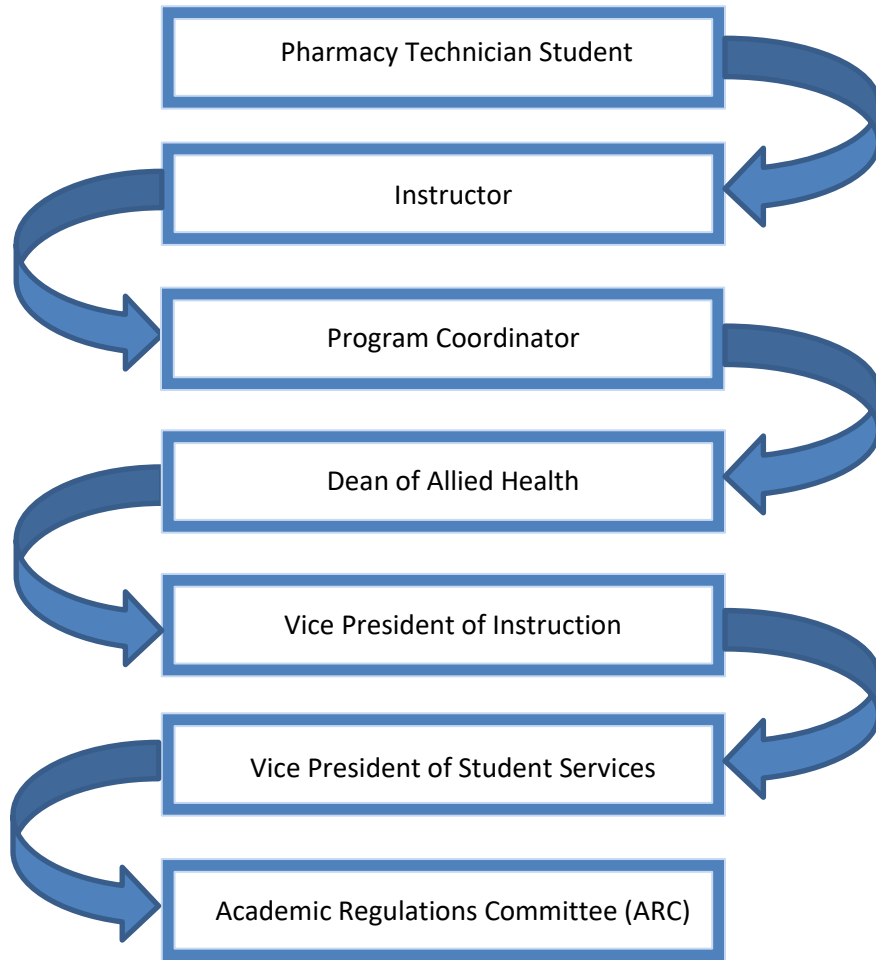 Pharmacy Technician Student
Instructor
Program Coordinator
Dean of Allied Health
Vice President of Instruction
Vice President of Student Services
Academic Regulations Committee (ARC)